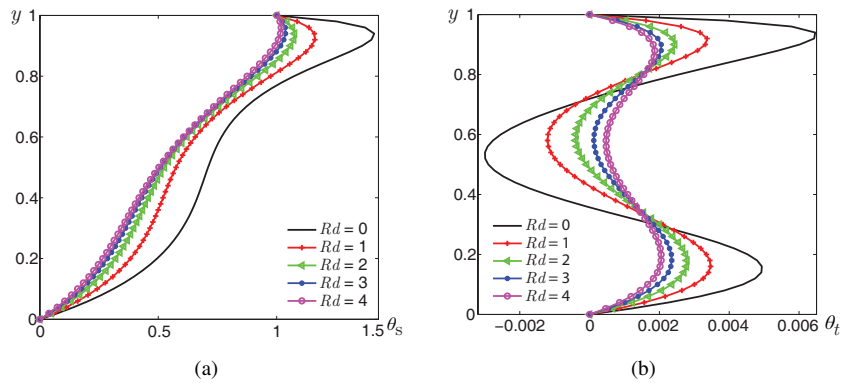 y
1
0.8
0.6
0.4
0.2
0
0
0.5
1
1.5
θs
Rd = 0
Rd = 1
Rd = 2
Rd = 3
Rd = 4
(a)
y
1
0.8
0.6
0.4
0.2
0
−0.002
0
0.002
0.004
0.006
θt
Rd = 0
Rd = 1
Rd = 2
Rd = 3
Rd = 4
(b)